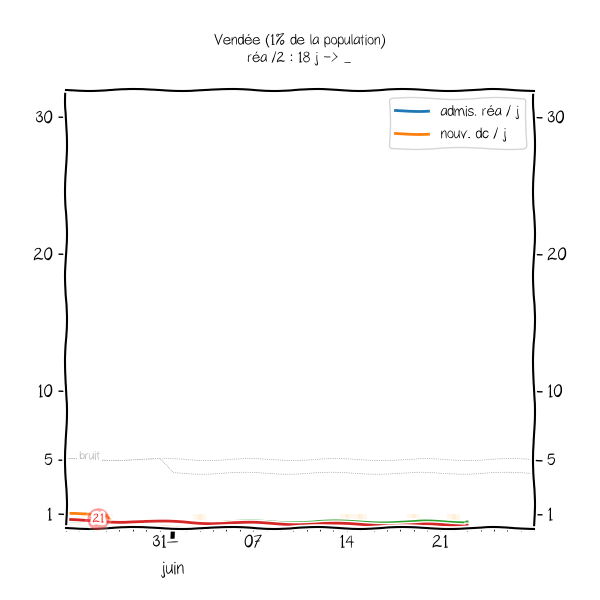 Vendée (1% de la population)
réa /2 : 18 j -> _
admis. réa / j
nouv. dc / j
30
30
20
20
10
10
5
bruit
5
1
21
1
31
07
14
21
juin